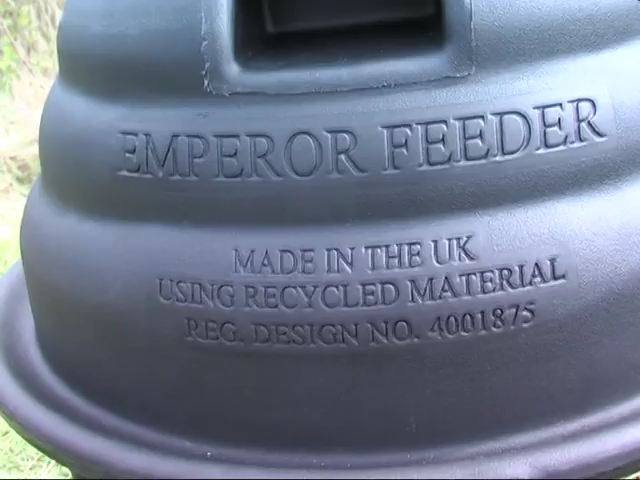 EMPEROR FEEDER
MADE IN THE UK
USING RECYCLED MATERIAL
REG. DESIGN NO. 4001875